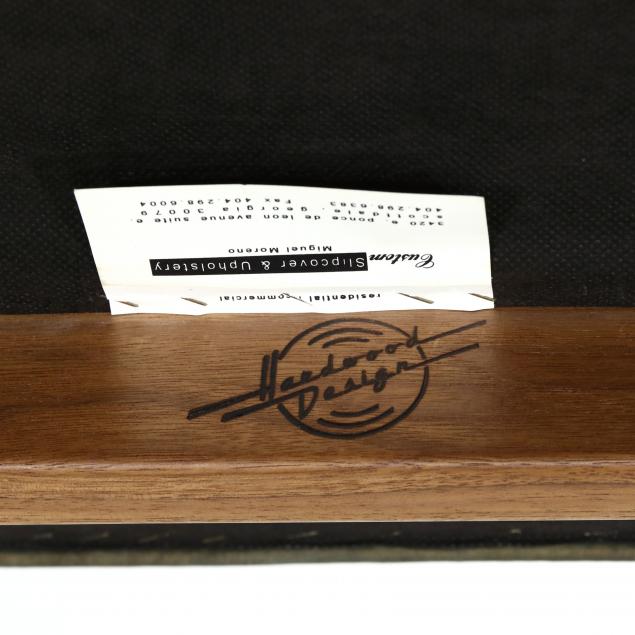 residential commercial
Custom
Slipcover & Upholstery
Miguel Moreno
3420 e. ponce de leon avenue suite e.
scottdale, georgia 30079
404.298.6383 Fax 404.298.6004
Hardwood
Design